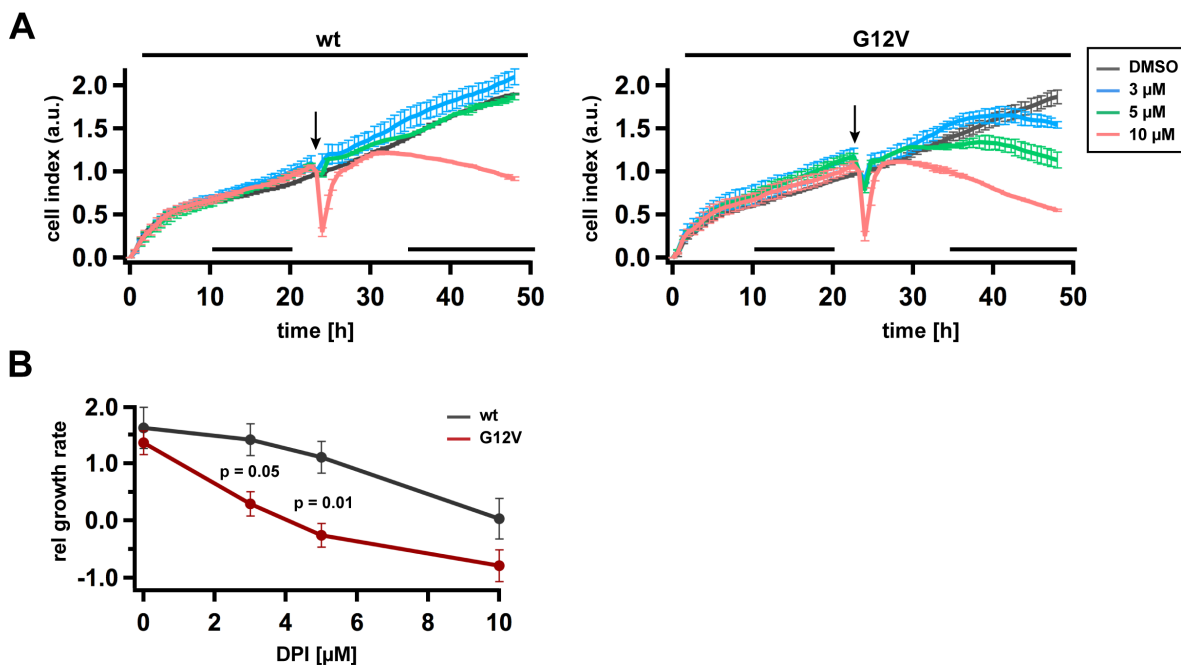 A
wt
G12V
cell index (a.u.)
2.0
1.5
1.0
0.5
0.0
0 10 20 30 40 50
time [h]
cell index (a.u.)
2.0
1.5
1.0
0.5
0.0
0 10 20 30 40 50
time [h]
DMSO
3 µM
5 µM
10 µM
B
rel growth rate
2.0
1.0
0.0
-1.0
wt
G12V
p = 0.05
p = 0.01
0 2 4 6 8 10
DPI [µM]